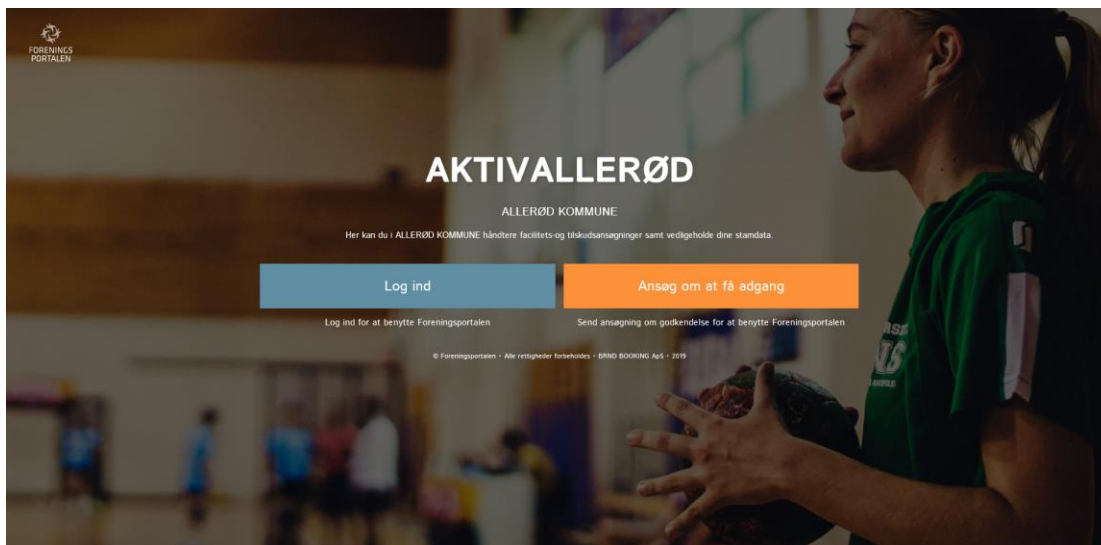 FORENINGS
PORTALEN
AKTIVALLERØD
ALLERØD KOMMUNE
Her kan du i ALLERØD KOMMUNE håndtere facilitets-og tilskudsansøgninger samt vedligeholde dine stamdata.
Log ind
Ansøg om at få adgang
Log ind for at benytte Foreningsportalen
Send ansøgning om godkendelse for at benytte Foreningsportalen
© Foreningsportalen • Alle rettigheder forbeholdes • BRND BOOKING ApS • 2019